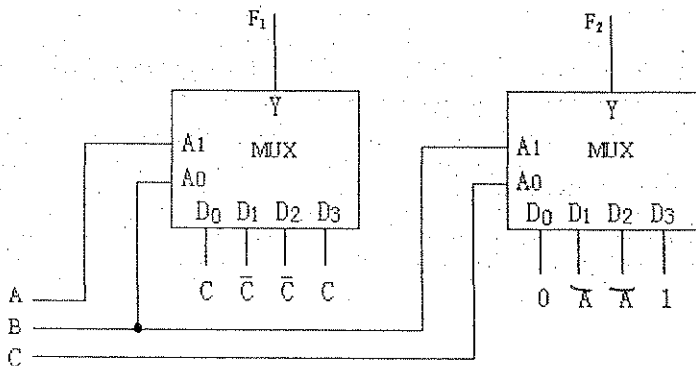 F₁
F₂
Y
Y
A1
MUX
A1
MUX
A0
A0
D₀ D₁ D₂ D₃
D₀ D₁ D₂ D₃
C C̅ C̅ C
0 A̅ A̅ 1
A
B
C